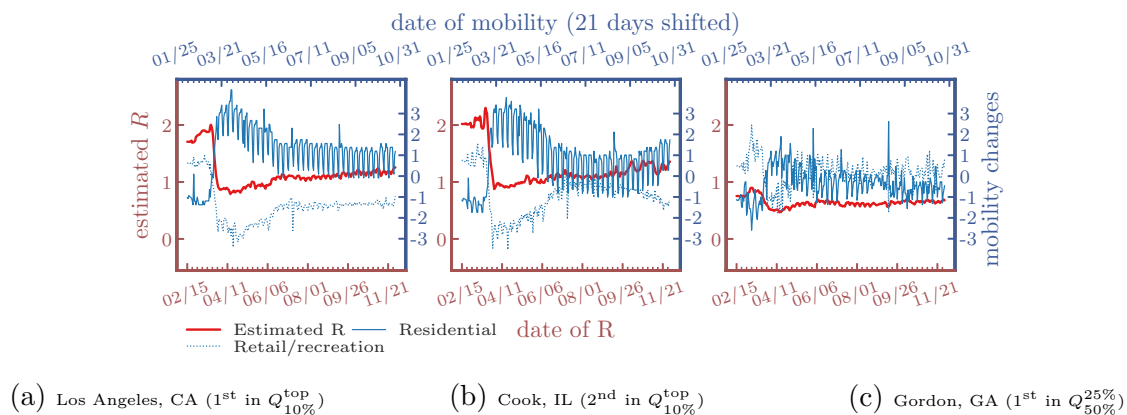 date of mobility (21 days shifted)
01/25 03/21 05/16 07/11 09/05 10/31
01/25 03/21 05/16 07/11 09/05 10/31
01/25 03/21 05/16 07/11 09/05 10/31
estimated R
2
1
0
3
2
1
0
-1
-2
-3
2
1
0
3
2
1
0
-1
-2
-3
2
1
0
3
2
1
0
-1
-2
-3
mobility changes
02/15 04/11 06/06 08/01 09/26 11/21
02/15 04/11 06/06 08/01 09/26 11/21
02/15 04/11 06/06 08/01 09/26 11/21
Estimated R
Residential
date of R
Retail/recreation
(a) Los Angeles, CA (1st in Q^top_10%)
(b) Cook, IL (2nd in Q^top_10%)
(c) Gordon, GA (1st in Q^25%_50%)